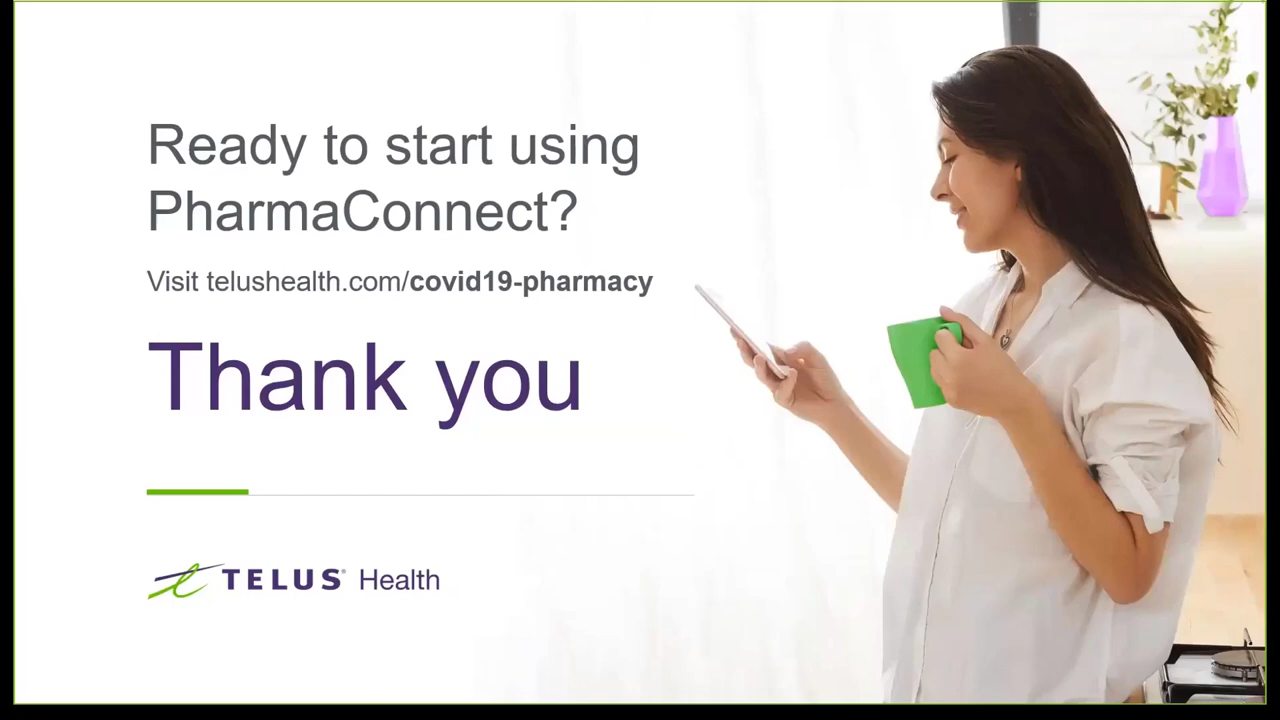 Ready to start using
PharmaConnect?
Visit telushealth.com/covid19-pharmacy
Thank you
TELUS® Health